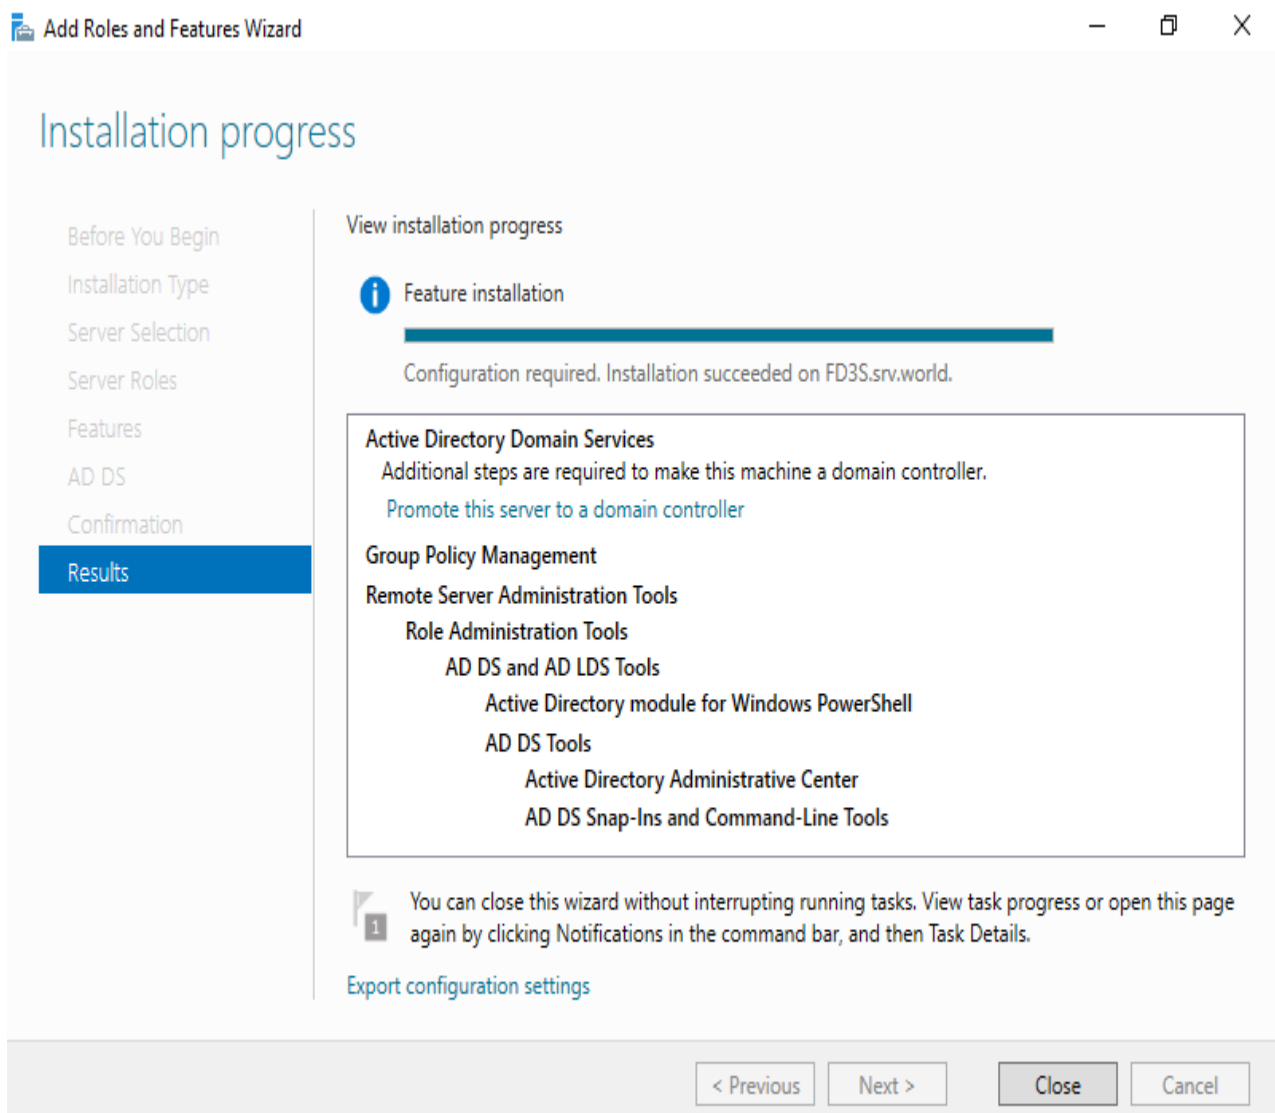 Add Roles and Features Wizard
Installation progress
Before You Begin
Installation Type
Server Selection
Server Roles
Features
AD DS
Confirmation
Results
View installation progress
Feature installation
Configuration required. Installation succeeded on FD3S.srv.world.
Active Directory Domain Services
Additional steps are required to make this machine a domain controller.
Promote this server to a domain controller
Group Policy Management
Remote Server Administration Tools
Role Administration Tools
AD DS and AD LDS Tools
Active Directory module for Windows PowerShell
AD DS Tools
Active Directory Administrative Center
AD DS Snap-Ins and Command-Line Tools
1
You can close this wizard without interrupting running tasks. View task progress or open this page
again by clicking Notifications in the command bar, and then Task Details.
Export configuration settings
< Previous
Next >
Close
Cancel